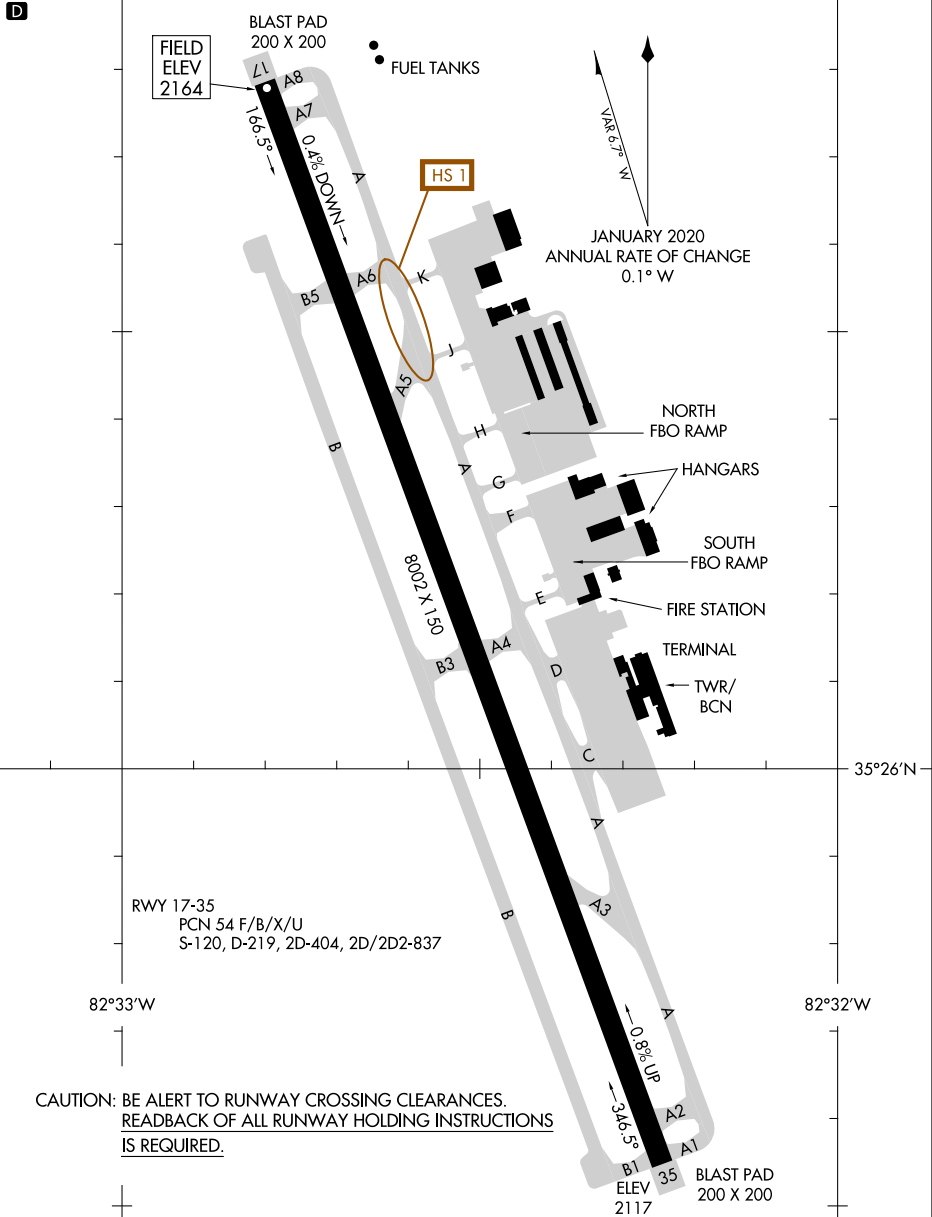 D
BLAST PAD
200 X 200
FIELD
ELEV
2164
FUEL TANKS
17
A8
A7
166.5°
0.4% DOWN
A
VAR 6.7° W
HS 1
JANUARY 2020
ANNUAL RATE OF CHANGE
0.1° W
A6
K
B5
J
A5
NORTH
FBO RAMP
H
B
A
HANGARS
G
F
SOUTH
FBO RAMP
8002 X 150
E
FIRE STATION
A4
TERMINAL
B3
D
TWR/
BCN
C
35°26'N
A
RWY 17-35
PCN 54 F/B/X/U
S-120, D-219, 2D-404, 2D/2D2-837
A3
B
82°33'W
82°32'W
A
0.8% UP
CAUTION: BE ALERT TO RUNWAY CROSSING CLEARANCES.
READBACK OF ALL RUNWAY HOLDING INSTRUCTIONS
IS REQUIRED.
346.5°
A2
A1
B1
35
ELEV
2117
BLAST PAD
200 X 200